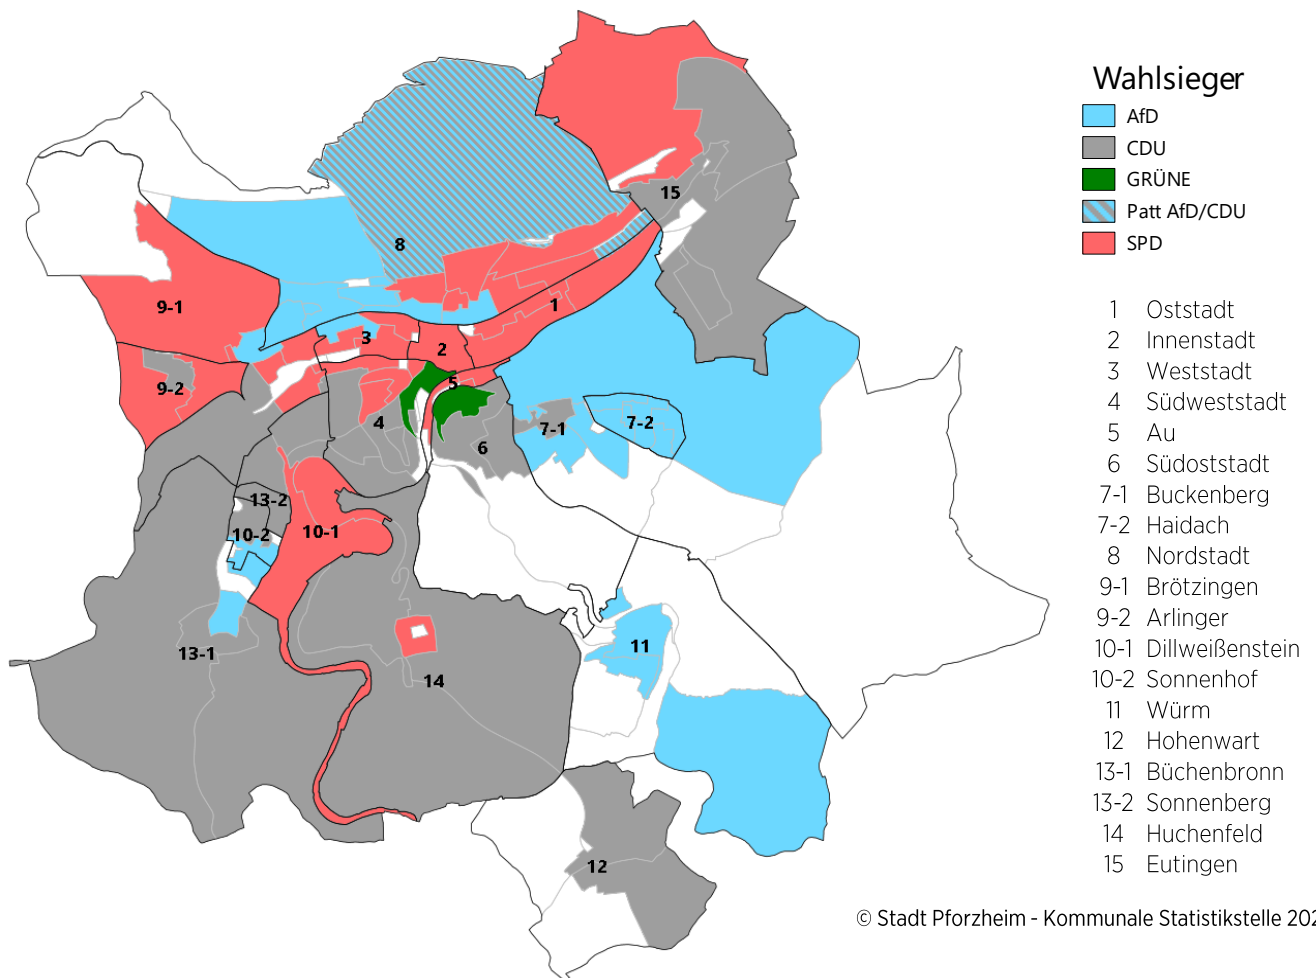 Wahlsieger
AfD
CDU
GRÜNE
Patt AfD/CDU
SPD
15
8
9-1
1
3
2
9-2
5
4
6
7-1
7-2
13-2
10-2
10-1
11
13-1
14
12
1 Oststadt
2 Innenstadt
3 Weststadt
4 Südweststadt
5 Au
6 Südoststadt
7-1 Buckenberg
7-2 Haidach
8 Nordstadt
9-1 Brötzingen
9-2 Arlinger
10-1 Dillweißenstein
10-2 Sonnenhof
11 Würm
12 Hohenwart
13-1 Büchenbronn
13-2 Sonnenberg
14 Huchenfeld
15 Eutingen
© Stadt Pforzheim - Kommunale Statistikstelle